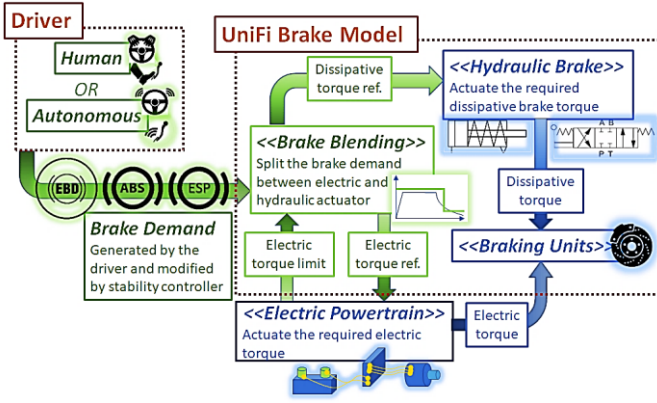 Driver
Human
OR
Autonomous
EBD
ABS
ESP
Brake Demand
Generated by the
driver and modified
by stability controller
UniFi Brake Model
Dissipative
torque ref.
<<Hydraulic Brake>>
Actuate the required
dissipative brake torque
A B
P T
<<Brake Blending>>
Split the brake demand
between electric and
hydraulic actuator
Dissipative
torque
Electric
torque limit
Electric
torque ref.
<<Braking Units>>
<<Electric Powertrain>>
Actuate the required electric
torque
Electric
torque